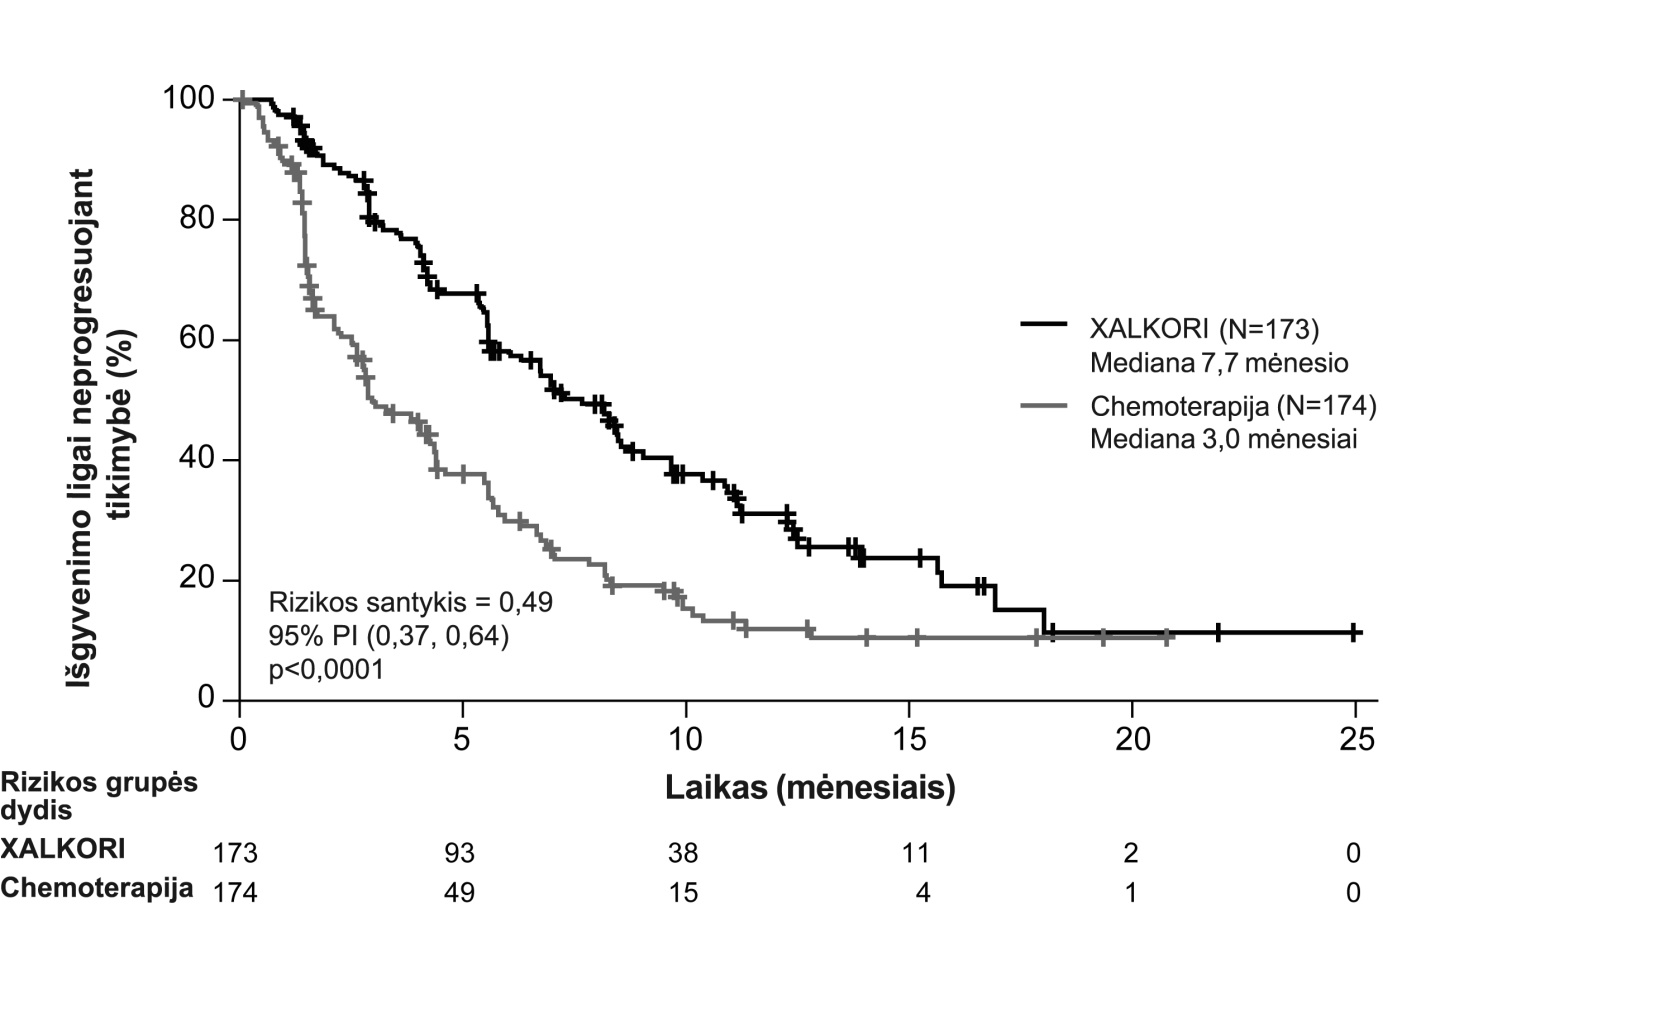 100
80
60
40
20
0
Išgyvenimo ligai neprogresuojant
tikimybė (%)
XALKORI (N=173)
Mediana 7,7 mėnesio
Chemoterapija (N=174)
Mediana 3,0 mėnesiai
Rizikos santykis = 0,49
95% PI (0,37, 0,64)
p<0,0001
0 5 10 15 20 25
Laikas (mėnesiais)
Rizikos grupės
dydis
XALKORI 173 93 38 11 2 0
Chemoterapija 174 49 15 4 1 0